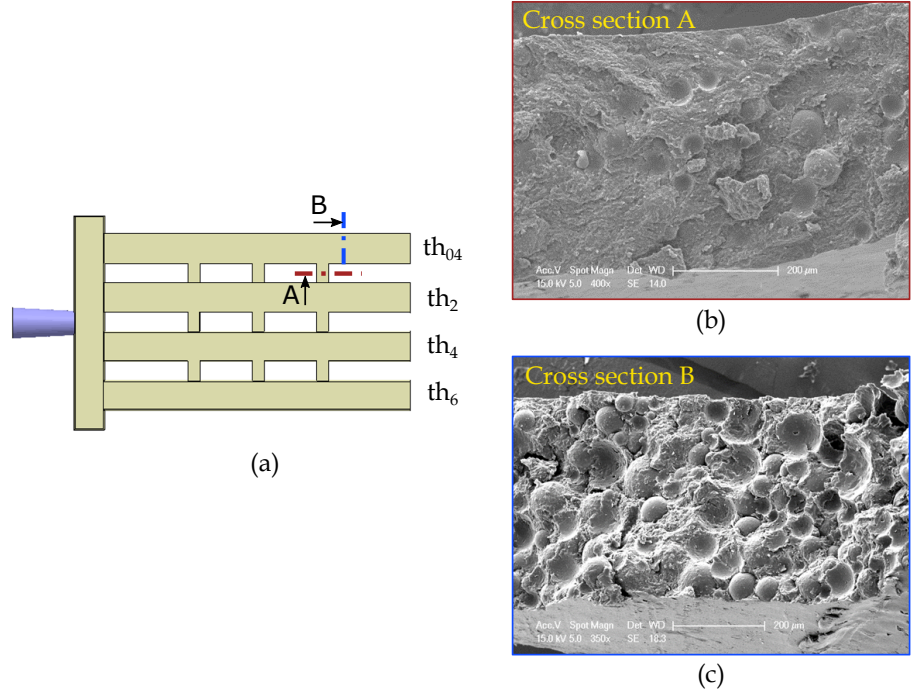 Cross section A
Acc.V Spot Magn Det WD 200 µm
15.0 kV 5.0 400x SE 14.0
(b)
B
th04
A
th2
th4
th6
(a)
Cross section B
Acc.V Spot Magn Det WD 200 µm
15.0 kV 5.0 350x SE 18.3
(c)